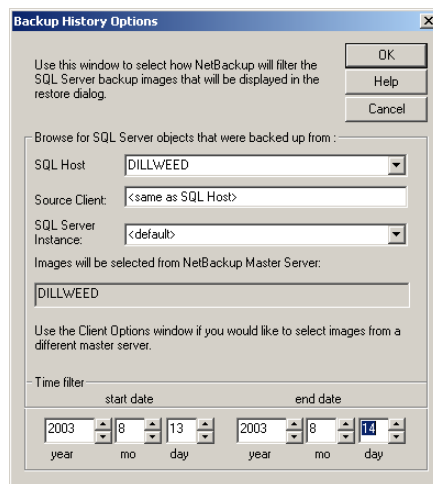 Backup History Options
Use this window to select how NetBackup will filter the
SQL Server backup images that will be displayed in the
restore dialog.
OK
Help
Cancel
Browse for SQL Server objects that were backed up from :
SQL Host
DILLWEED
Source Client:
<same as SQL Host>
SQL Server
Instance:
<default>
Images will be selected from NetBackup Master Server:
DILLWEED
Use the Client Options window if you would like to select images from a
different master server.
Time filter
start date
end date
2003 8 13 2003 8 14
year mo day year mo day